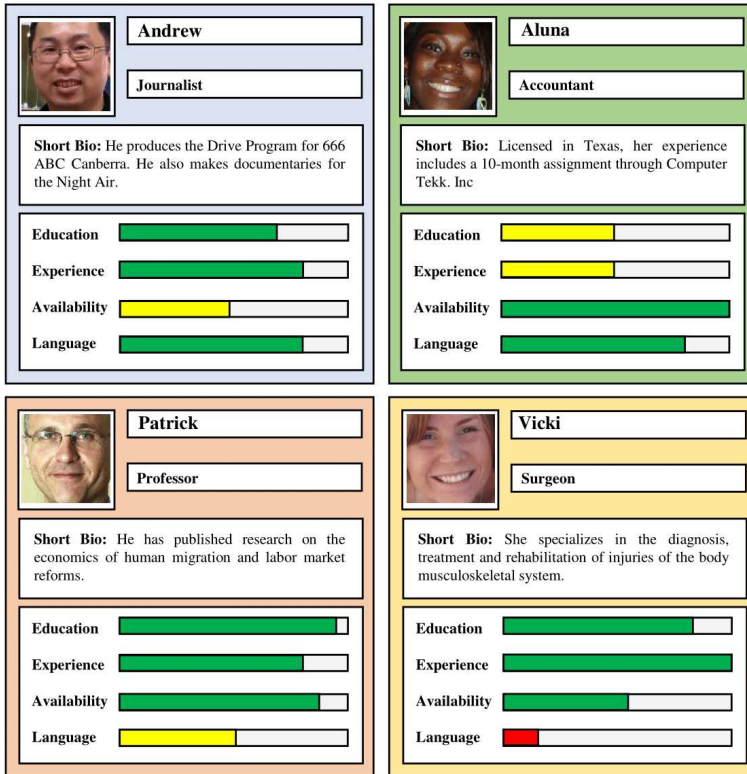 Andrew
Journalist
Short Bio: He produces the Drive Program for 666
ABC Canberra. He also makes documentaries for
the Night Air.
Education
Experience
Availability
Language
Aluna
Accountant
Short Bio: Licensed in Texas, her experience
includes a 10-month assignment through Computer
Tekk. Inc
Education
Experience
Availability
Language
Patrick
Professor
Short Bio: He has published research on the
economics of human migration and labor market
reforms.
Education
Experience
Availability
Language
Vicki
Surgeon
Short Bio: She specializes in the diagnosis,
treatment and rehabilitation of injuries of the body
musculoskeletal system.
Education
Experience
Availability
Language